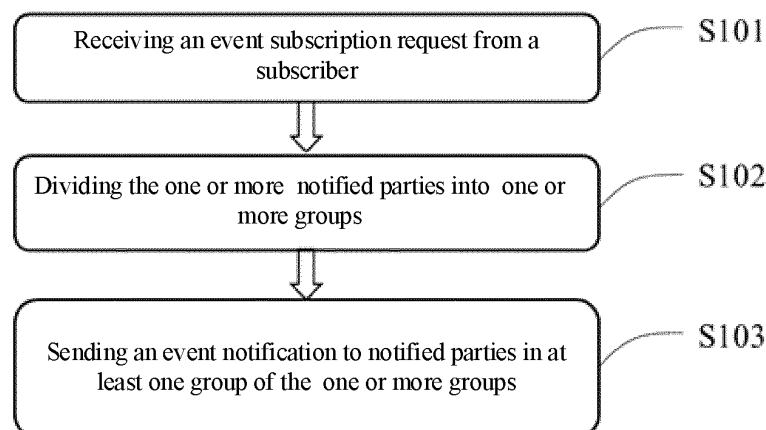 Receiving an event subscription request from a
subscriber
S101
Dividing the one or more notified parties into one or
more groups
S102
Sending an event notification to notified parties in at
least one group of the one or more groups
S103